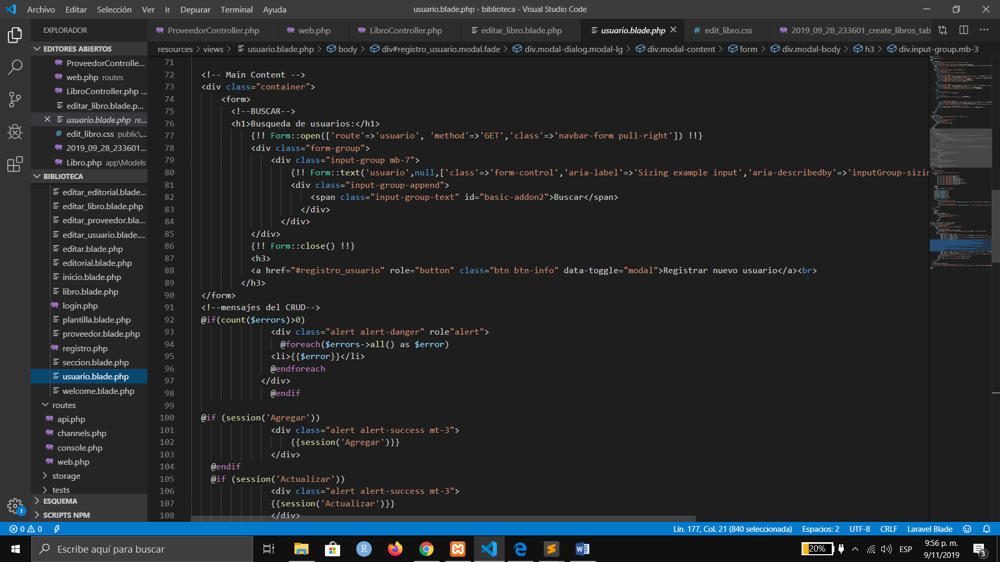 Archivo Editar Selección Ver Ir Depurar Terminal Ayuda
usuario.blade.php - biblioteca - Visual Studio Code
EXPLORADOR
ProveedorController.php web.php LibroController.php editar_libro.blade.php usuario.blade.php # edit_libro.css 2019_09_28_233601_create_libros_tab
EDITORES ABIERTOS
ProveedorControlle...
web.php routes
LibroController.php ...
editar_libro.blade.p...
usuario.blade.php re...
# edit_libro.css public\...
2019_09_28_233601...
Libro.php app\Models
BIBLIOTECA
editar_editorial.blade...
editar_libro.blade.php
editar_proveedor.bla...
editar_usuario.blade....
editar.blade.php
editorial.blade.php
inicio.blade.php
libro.blade.php
login.php
plantilla.blade.php
proveedor.blade.php
registro.php
seccion.blade.php
usuario.blade.php
welcome.blade.php
routes
api.php
channels.php
console.php
web.php
storage
tests
ESQUEMA
SCRIPTS NPM
resources > views > usuario.blade.php > body > div#registro_usuario.modal.fade > div.modal-dialog.modal-lg > div.modal-content > form > div.modal-body > h3 > div.input-group.mb-3
71
72 <!-- Main Content -->
73 <div class="container">
74 <form>
75 <!--BUSCAR-->
76 <h1>Busqueda de usuarios:</h1>
77 {!! Form::open(['route'=>'usuario', 'method'=>'GET','class'=>'navbar-form pull-right']) !!}
78 <div class="form-group">
79 <div class="input-group mb-7">
80 {!! Form::text('usuario',null,['class'=>'form-control','aria-label'=>'Sizing example input','aria-describedby'=>'inputGroup-sizin
81 <div class="input-group-append">
82 <span class="input-group-text" id="basic-addon2">Buscar</span>
83 </div>
84 </div>
85 </div>
86 {!! Form::close() !!}
87 <h3>
88 <a href="#registro_usuario" role="button" class="btn btn-info" data-toggle="modal">Registrar nuevo usuario</a><br>
89 </h3>
90 </form>
91 <!--mensajes del CRUD-->
92 @if(count($errors)>0)
93 <div class="alert alert-danger" role"alert">
94 @foreach($errors->all() as $error)
95 <li>{{$error}}</li>
96 @endforeach
97 </div>
98 @endif
99
100 @if (session('Agregar'))
101 <div class="alert alert-success mt-3">
102 {{session('Agregar')}}
103 </div>
104 @endif
105 @if (session('Actualizar'))
106 <div class="alert alert-success mt-3">
107 {{session('Actualizar')}}
108 </div>
1
0 0
Lín. 177, Col. 21 (840 seleccionada) Espacios: 2 UTF-8 CRLF Laravel Blade
Escribe aquí para buscar
20% ESP
9:56 p. m.
9/11/2019
3